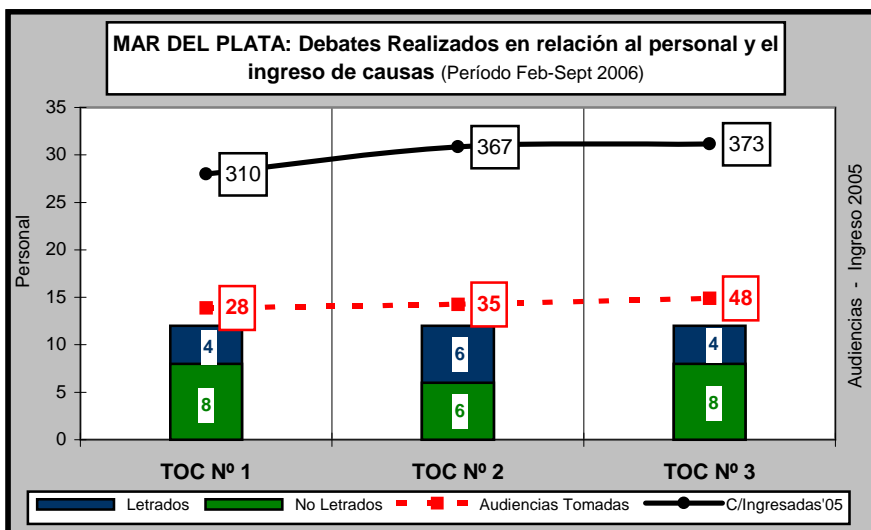 MAR DEL PLATA: Debates Realizados en relación al personal y el
ingreso de causas (Período Feb-Sept 2006)
35
30
25
20
15
10
5
0
Personal
Audiencias - Ingreso 2005
310
367
373
28
35
48
4
6
4
8
6
8
TOC Nº 1
TOC Nº 2
TOC Nº 3
Letrados
No Letrados
Audiencias Tomadas
C/Ingresadas'05